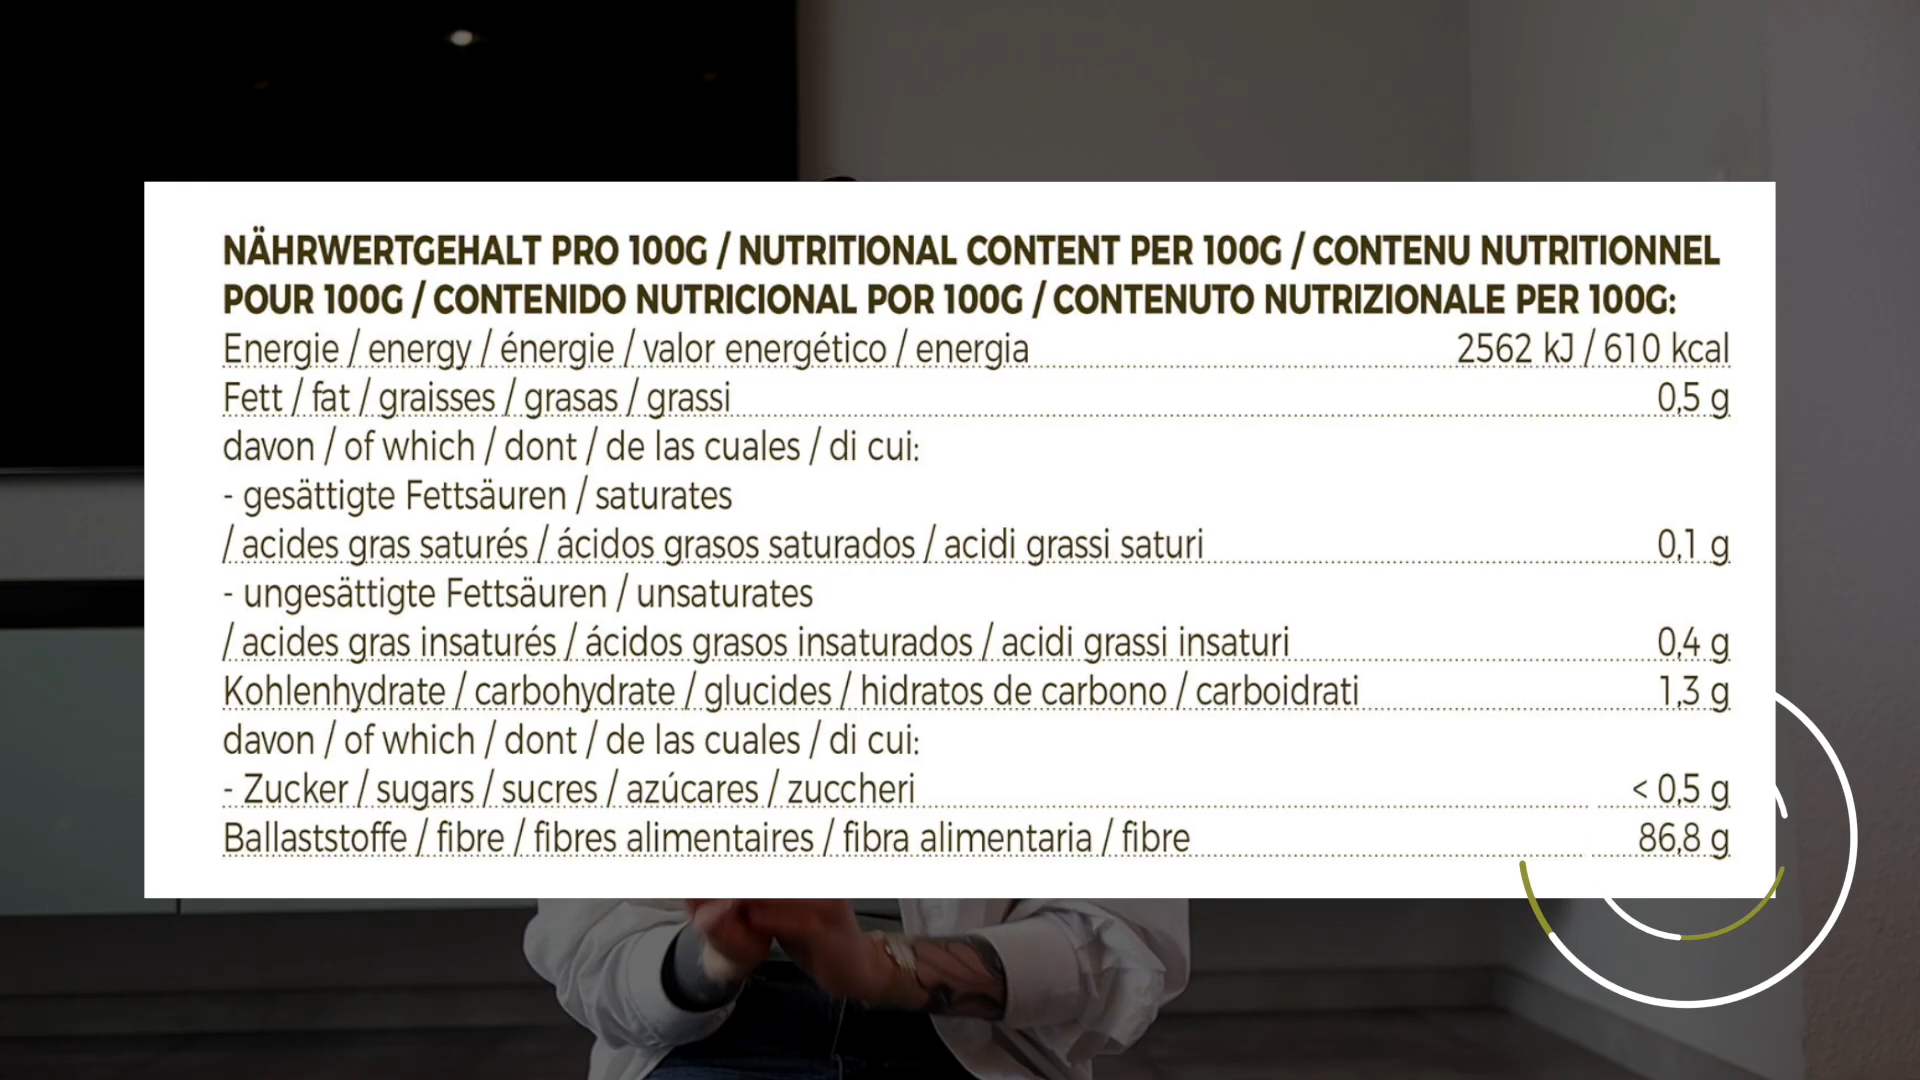 NÄHRWERTGEHALT PRO 100G / NUTRITIONAL CONTENT PER 100G / CONTENU NUTRITIONNEL
POUR 100G / CONTENIDO NUTRICIONAL POR 100G / CONTENUTO NUTRIZIONALE PER 100G:
Energie / energy / énergie / valor energético / energia 2562 kJ / 610 kcal
Fett / fat / graisses / grasas / grassi 0,5 g
davon / of which / dont / de las cuales / di cui:
- gesättigte Fettsäuren / saturates
/ acides gras saturés / ácidos grasos saturados / acidi grassi saturi 0,1 g
- ungesättigte Fettsäuren / unsaturates
/ acides gras insaturés / ácidos grasos insaturados / acidi grassi insaturi 0,4 g
Kohlenhydrate / carbohydrate / glucides / hidratos de carbono / carboidrati 1,3 g
davon / of which / dont / de las cuales / di cui:
- Zucker / sugars / sucres / azúcares / zuccheri < 0,5 g
Ballaststoffe / fibre / fibres alimentaires / fibra alimentaria / fibre 86,8 g